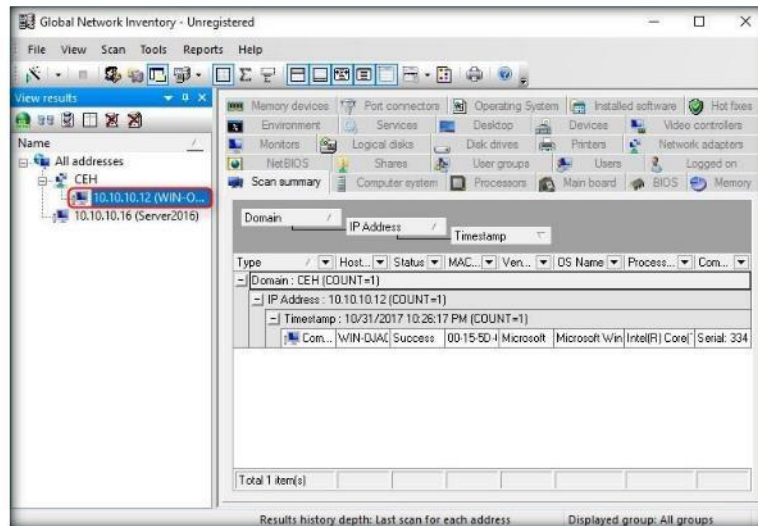 Global Network Inventory - Unregistered
File View Scan Tools Reports Help
View results
Name
All addresses
CEH
10.10.10.12 (WIN-O...
10.10.10.16 (Server2016)
Memory devices Port connectors Operating System Installed software Hot fixes
Environment Services Desktop Devices Video controllers
Monitors Logical disks Disk drives Printers Network adapters
NetBIOS Shares User groups Users Logged on
Scan summary Computer system Processors Main board BIOS Memory
Domain
IP Address
Timestamp
Type Host... Status MAC... Ven... OS Name Process... Com...
Domain : CEH (COUNT=1)
IP Address : 10.10.10.12 (COUNT=1)
Timestamp : 10/31/2017 10:26:17 PM (COUNT=1)
Com... Success 00-15-5D- Microsoft Microsoft Win Intel(R) Core(T Serial: 334
Total 1 item(s)
Results history depth: Last scan for each address Displayed group: All groups